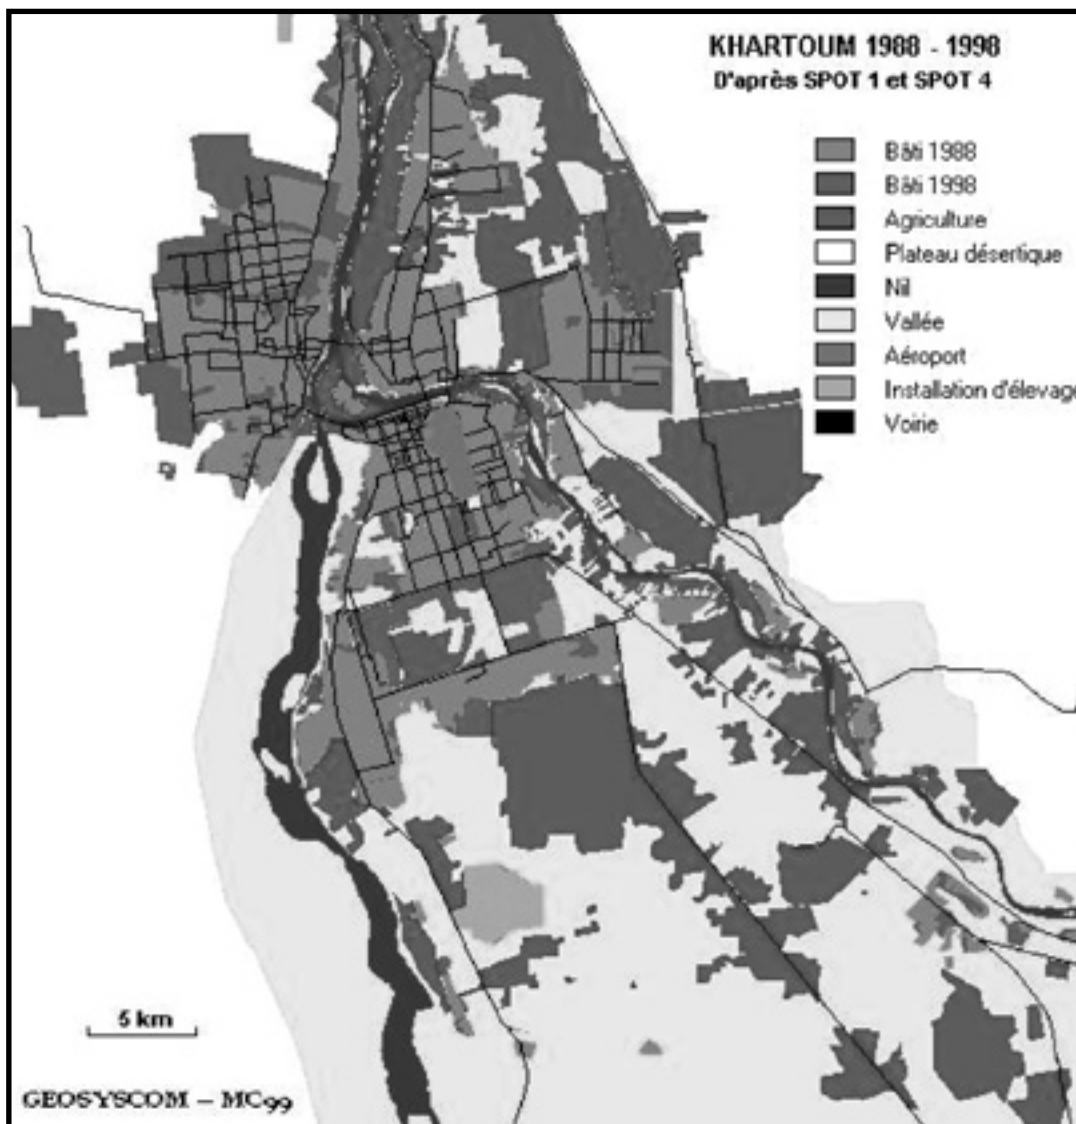 KHARTOUM 1988 - 1998
D'après SPOT 1 et SPOT 4
Bâti 1988
Bâti 1998
Agriculture
Plateau désertique
Nil
Vallée
Aéroport
Installation d'élevage
Voirie
5 km
GEOSYSCOM – MC99